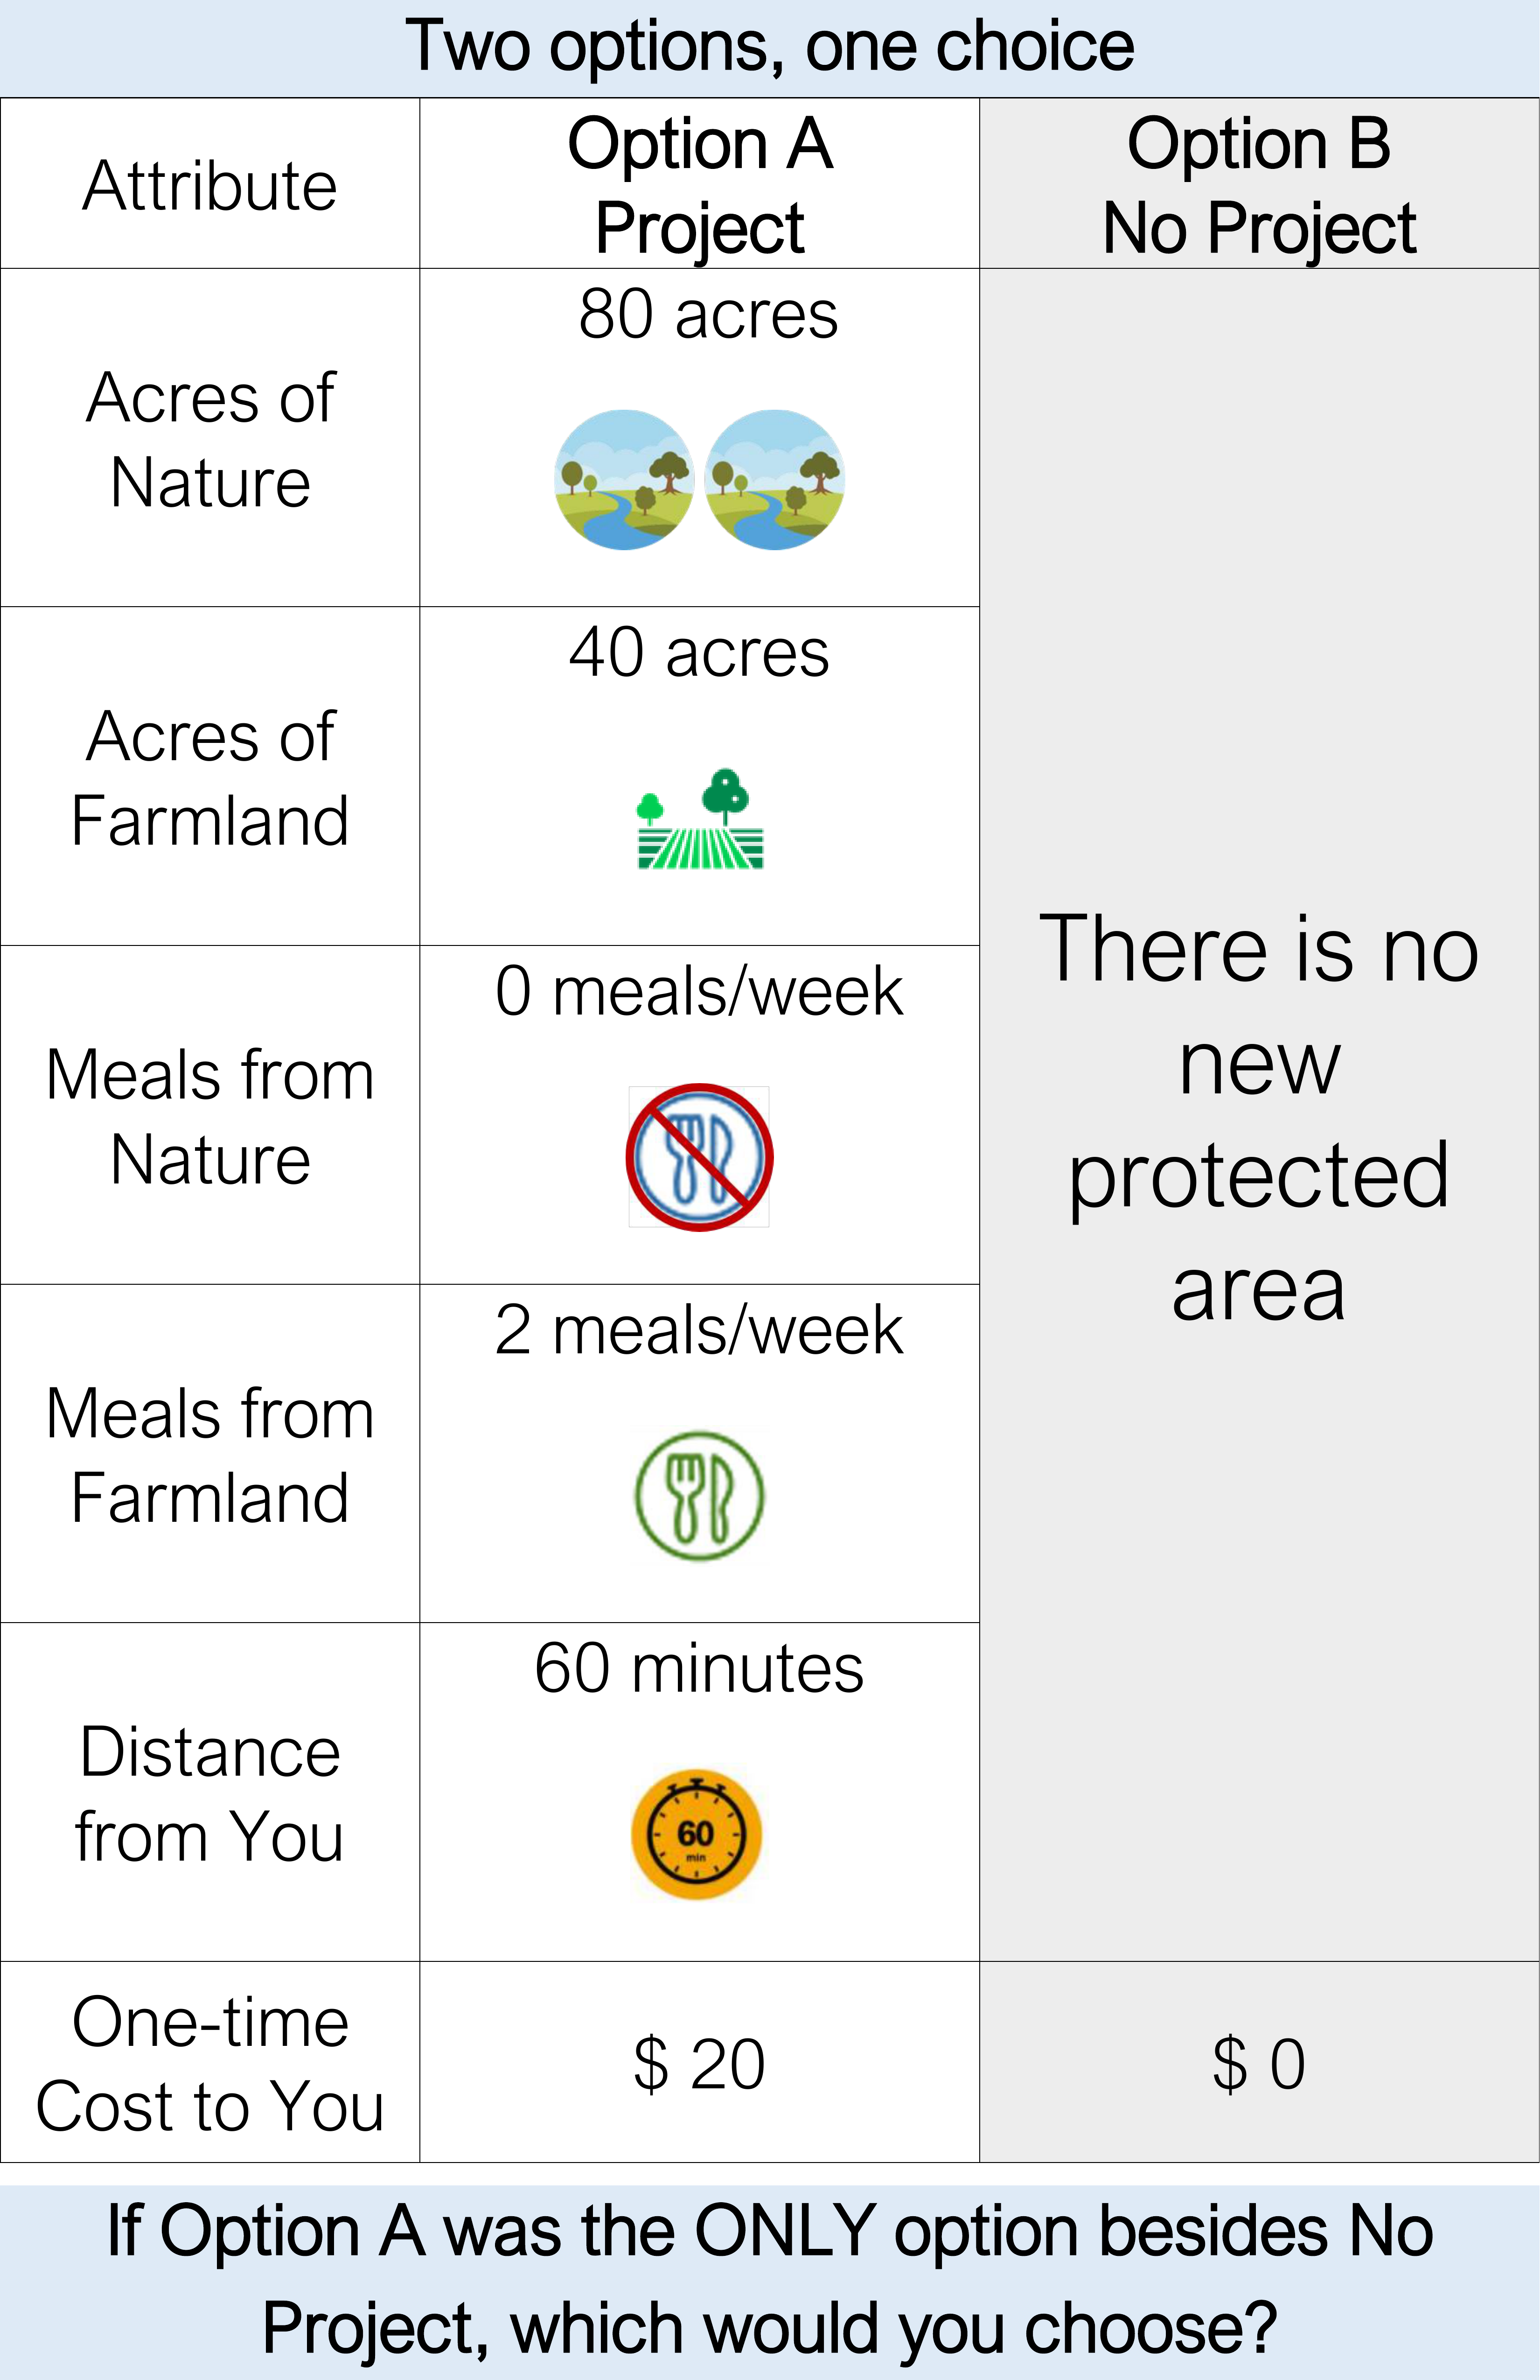 Two options, one choice
Attribute
Option A
Project
Option B
No Project
Acres of
Nature
80 acres
Acres of
Farmland
40 acres
Meals from
Nature
0 meals/week
Meals from
Farmland
2 meals/week
Distance
from You
60 minutes
60
min
There is no
new
protected
area
One-time
Cost to You
$ 20
$ 0
If Option A was the ONLY option besides No
Project, which would you choose?